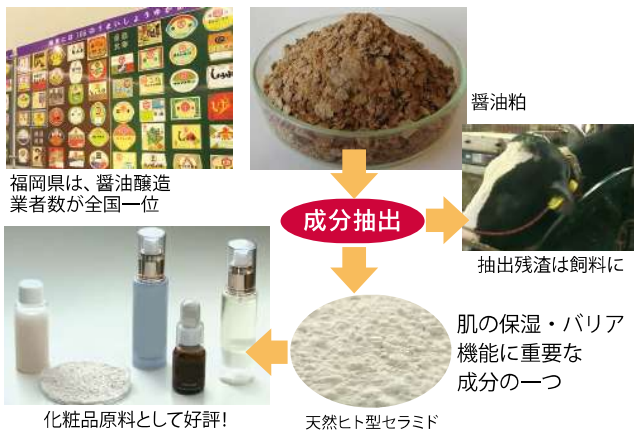 醤油粕
福岡県は、醤油醸造
業者数が全国一位
成分抽出
抽出残渣は飼料に
肌の保湿・バリア
機能に重要な
成分の一つ
天然ヒト型セラミド
化粧品原料として好評!